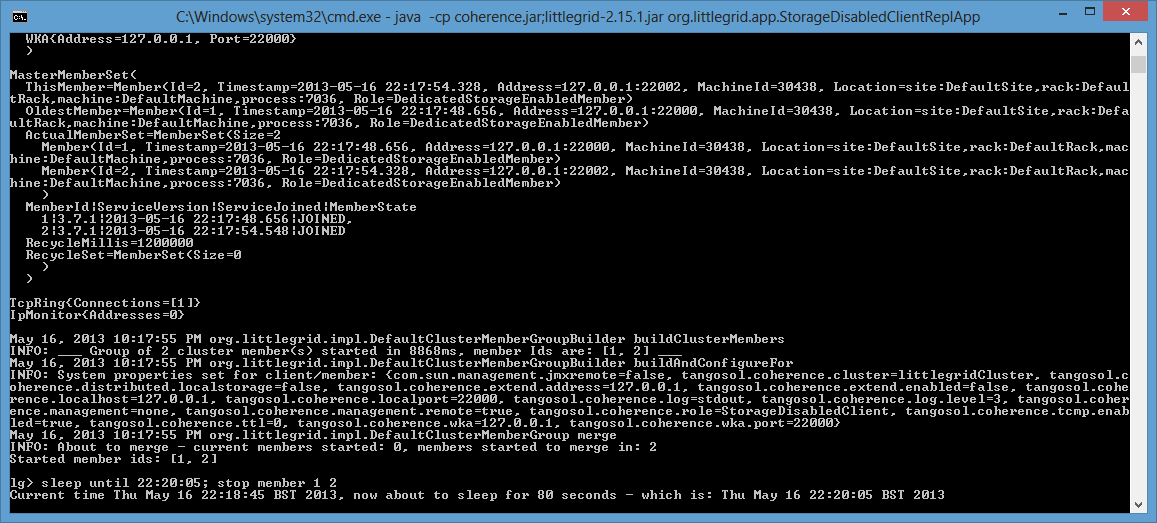 C:\Windows\system32\cmd.exe - java  -cp coherence.jar;littlegrid-2.15.1.jar org.littlegrid.app.StorageDisabledClientReplApp
  WKA{Address=127.0.0.1, Port=22000}
  )

MasterMemberSet(
  ThisMember=Member(Id=2, Timestamp=2013-05-16 22:17:54.328, Address=127.0.0.1:22002, MachineId=30438, Location=site:DefaultSite,rack:Defaul
tRack,machine:DefaultMachine,process:7036, Role=DedicatedStorageEnabledMember)
  OldestMember=Member(Id=1, Timestamp=2013-05-16 22:17:48.656, Address=127.0.0.1:22000, MachineId=30438, Location=site:DefaultSite,rack:Defa
ultRack,machine:DefaultMachine,process:7036, Role=DedicatedStorageEnabledMember)
  ActualMemberSet=MemberSet(Size=2
    Member(Id=1, Timestamp=2013-05-16 22:17:48.656, Address=127.0.0.1:22000, MachineId=30438, Location=site:DefaultSite,rack:DefaultRack,mac
hine:DefaultMachine,process:7036, Role=DedicatedStorageEnabledMember)
    Member(Id=2, Timestamp=2013-05-16 22:17:54.328, Address=127.0.0.1:22002, MachineId=30438, Location=site:DefaultSite,rack:DefaultRack,mac
hine:DefaultMachine,process:7036, Role=DedicatedStorageEnabledMember)
    )
  MemberId|ServiceVersion|ServiceJoined|MemberState
    1|3.7.1|2013-05-16 22:17:48.656|JOINED,
    2|3.7.1|2013-05-16 22:17:54.548|JOINED
  RecycleMillis=1200000
  RecycleSet=MemberSet(Size=0
    )
  )

TcpRing{Connections=[1]}
IpMonitor{Addresses=0}

May 16, 2013 10:17:55 PM org.littlegrid.impl.DefaultClusterMemberGroupBuilder buildClusterMembers
INFO: ___ Group of 2 cluster member(s) started in 8868ms, member Ids are: [1, 2] ___
May 16, 2013 10:17:55 PM org.littlegrid.impl.DefaultClusterMemberGroupBuilder buildAndConfigureFor
INFO: System properties set for client/member: {com.sun.management.jmxremote=false, tangosol.coherence.cluster=littlegridCluster, tangosol.c
oherence.distributed.localstorage=false, tangosol.coherence.extend.address=127.0.0.1, tangosol.coherence.extend.enabled=false, tangosol.cohe
rence.localhost=127.0.0.1, tangosol.coherence.localport=22000, tangosol.coherence.log=stdout, tangosol.coherence.log.level=3, tangosol.coher
ence.management=none, tangosol.coherence.management.remote=true, tangosol.coherence.role=StorageDisabledClient, tangosol.coherence.tcmp.enab
led=true, tangosol.coherence.ttl=0, tangosol.coherence.wka=127.0.0.1, tangosol.coherence.wka.port=22000}
May 16, 2013 10:17:55 PM org.littlegrid.impl.DefaultClusterMemberGroup merge
INFO: About to merge - current members started: 0, members started to merge in: 2
Started member ids: [1, 2]

lg> sleep until 22:20:05; stop member 1 2
Current time Thu May 16 22:18:45 BST 2013, now about to sleep for 80 seconds - which is: Thu May 16 22:20:05 BST 2013